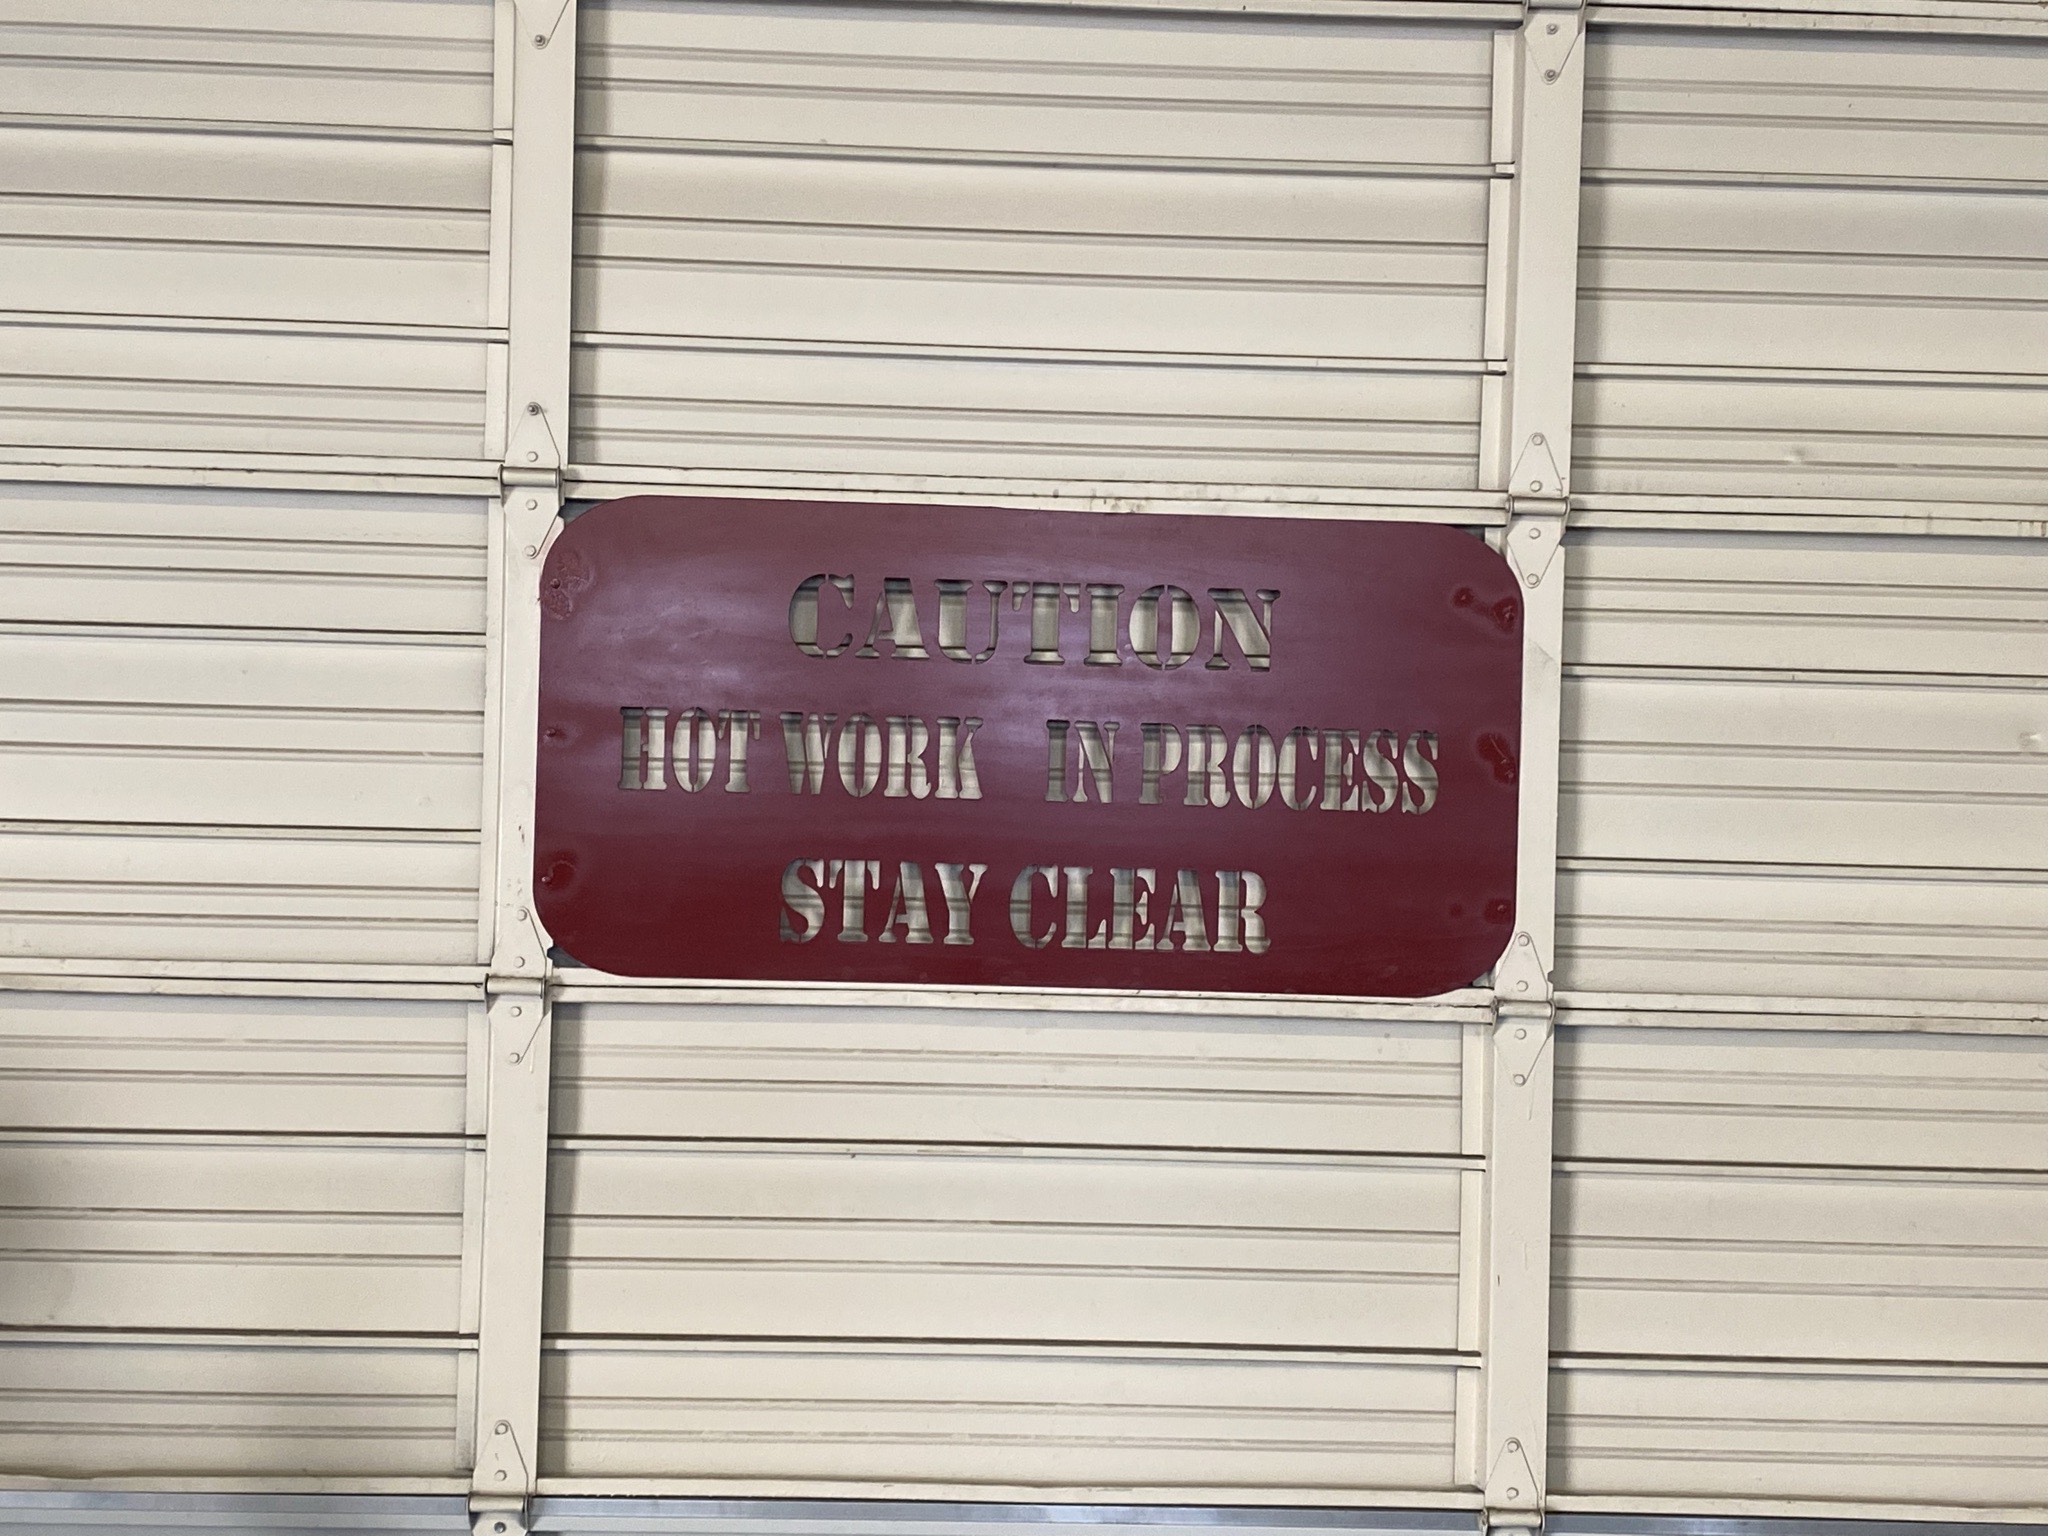 CAUTION
HOT WORK IN PROCESS
STAY CLEAR